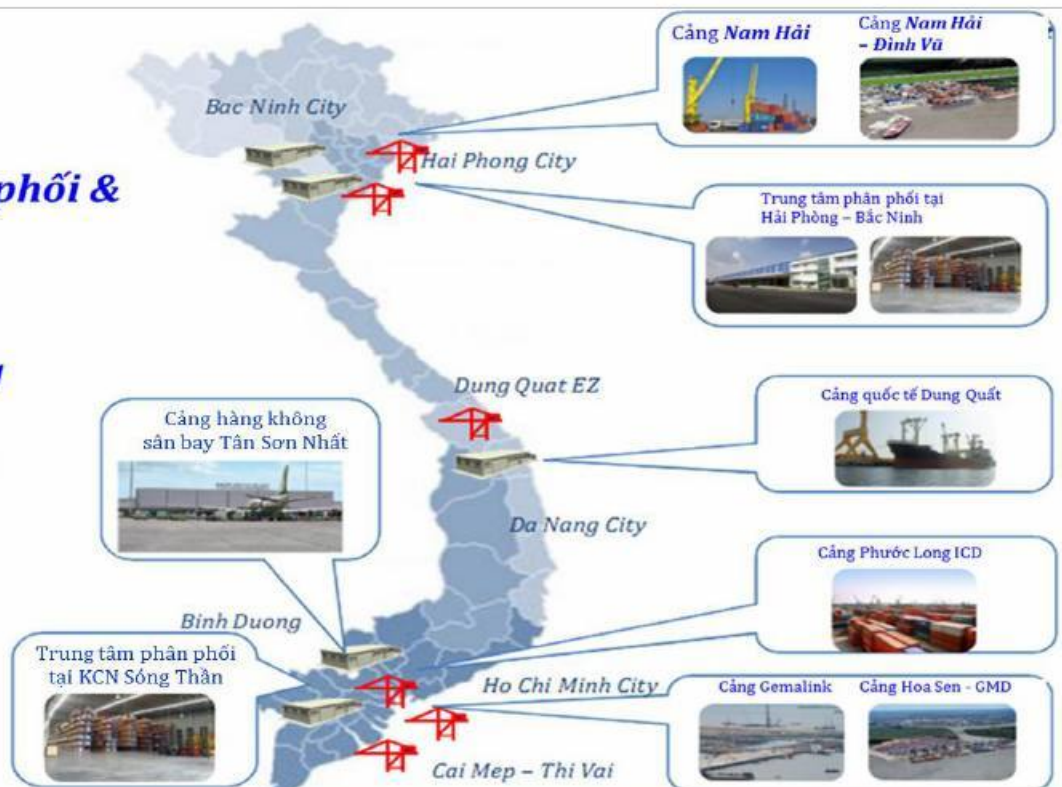 Cảng Nam Hải
Cảng Nam Hải
– Đình Vũ
Bac Ninh City
Hai Phong City
phối &
Trung tâm phân phối tại
Hải Phòng – Bắc Ninh
Dung Quat EZ
Cảng quốc tế Dung Quất
Cảng hàng không
sân bay Tân Sơn Nhất
Da Nang City
Cảng Phước Long ICD
Binh Duong
Trung tâm phân phối
tại KCN Sóng Thần
Ho Chi Minh City
Cảng Gemalink
Cảng Hoa Sen - GMD
Cai Mep – Thi Vai